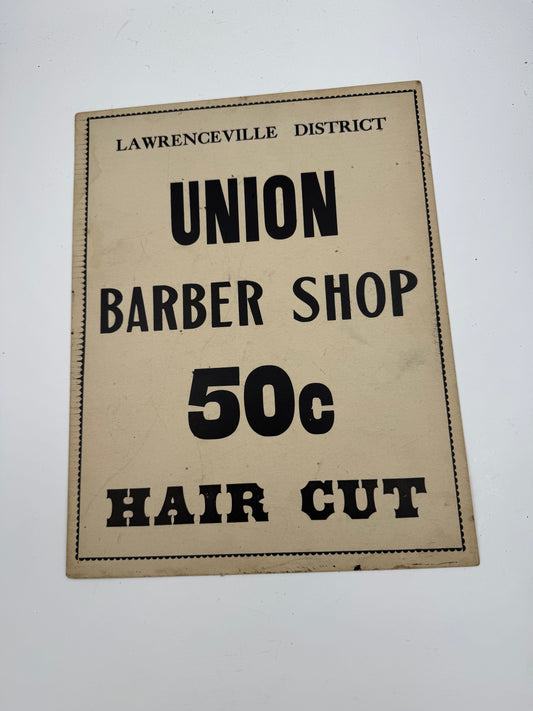 LAWRENCEVILLE DISTRICT
UNION
BARBER SHOP
50c
HAIR CUT